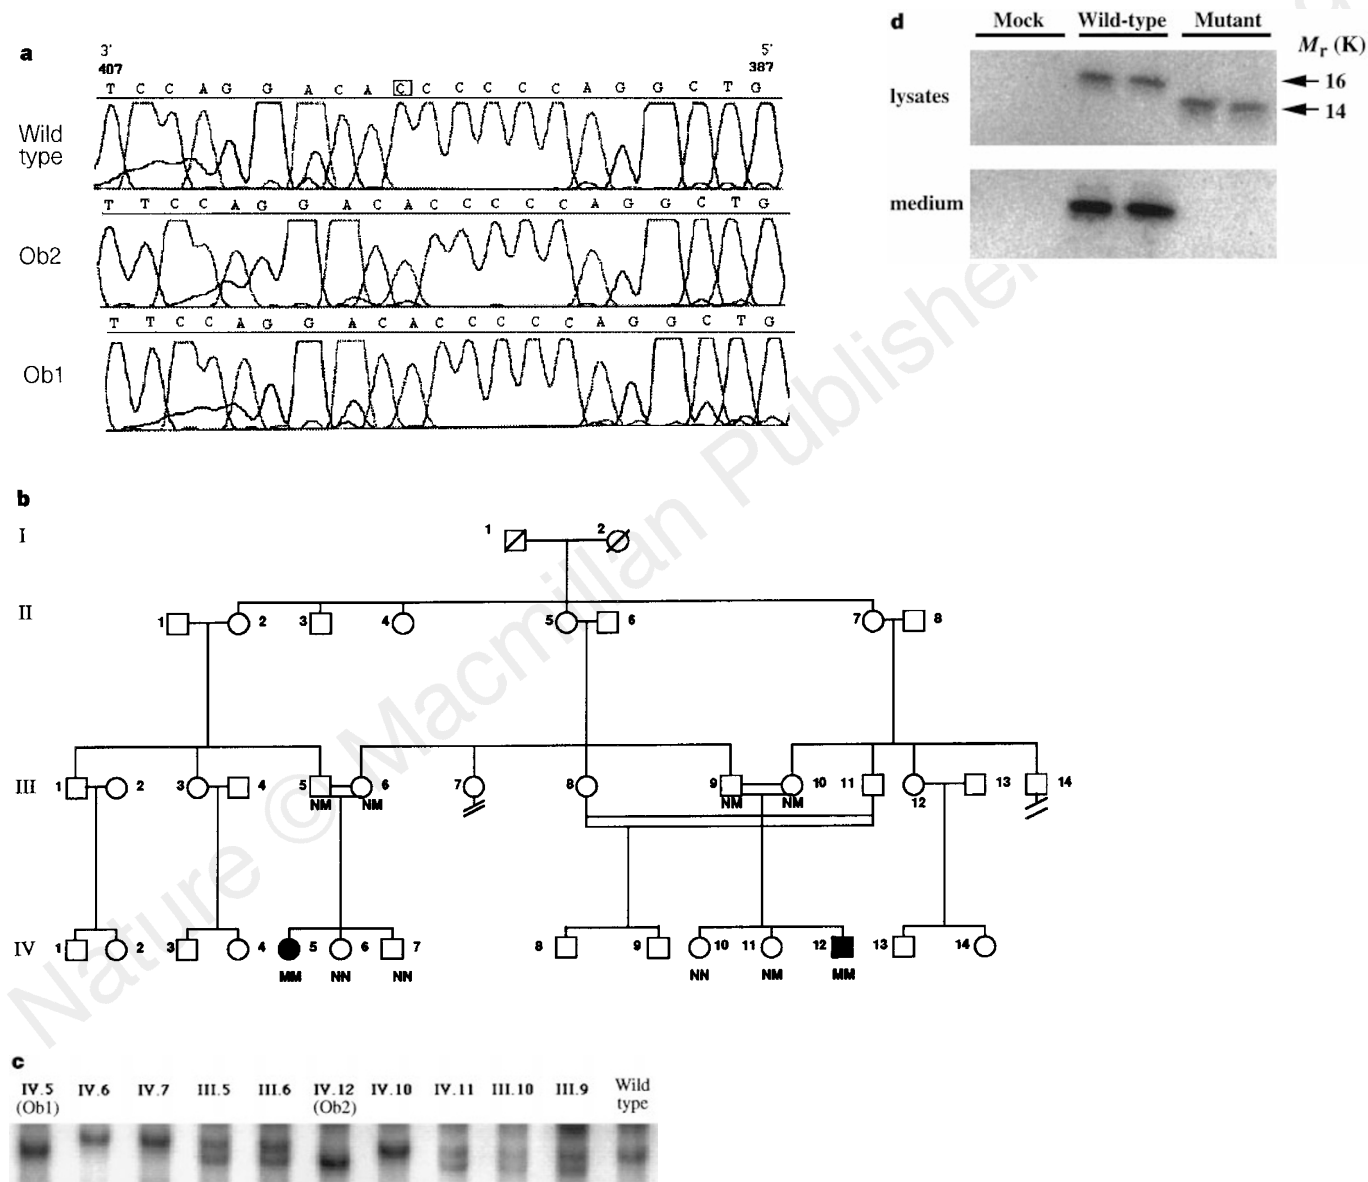 a
3' 5'
407 387
T C C A G G A C A C C C C C C A G G C T G
Wild
type
T T C C A G G A C A C C C C C A G G C T G
Ob2
T T C C A G G A C A C C C C C A G G C T G
Ob1
d
Mock Wild-type Mutant
Mr (K)
lysates
16
14
medium
b
I
1 2
II
1 2 3 4 5 6 7 8
III
1 2 3 4 5 6 7 8 9 10 11 12 13 14
NM NM NM NM
IV
1 2 3 4 5 6 7 8 9 10 11 12 13 14
MM NN NN NN NM MM
c
IV.5 IV.6 IV.7 III.5 III.6 IV.12 IV.10 IV.11 III.10 III.9 Wild
(Ob1) (Ob2) type
Nature © Macmillan Publisher